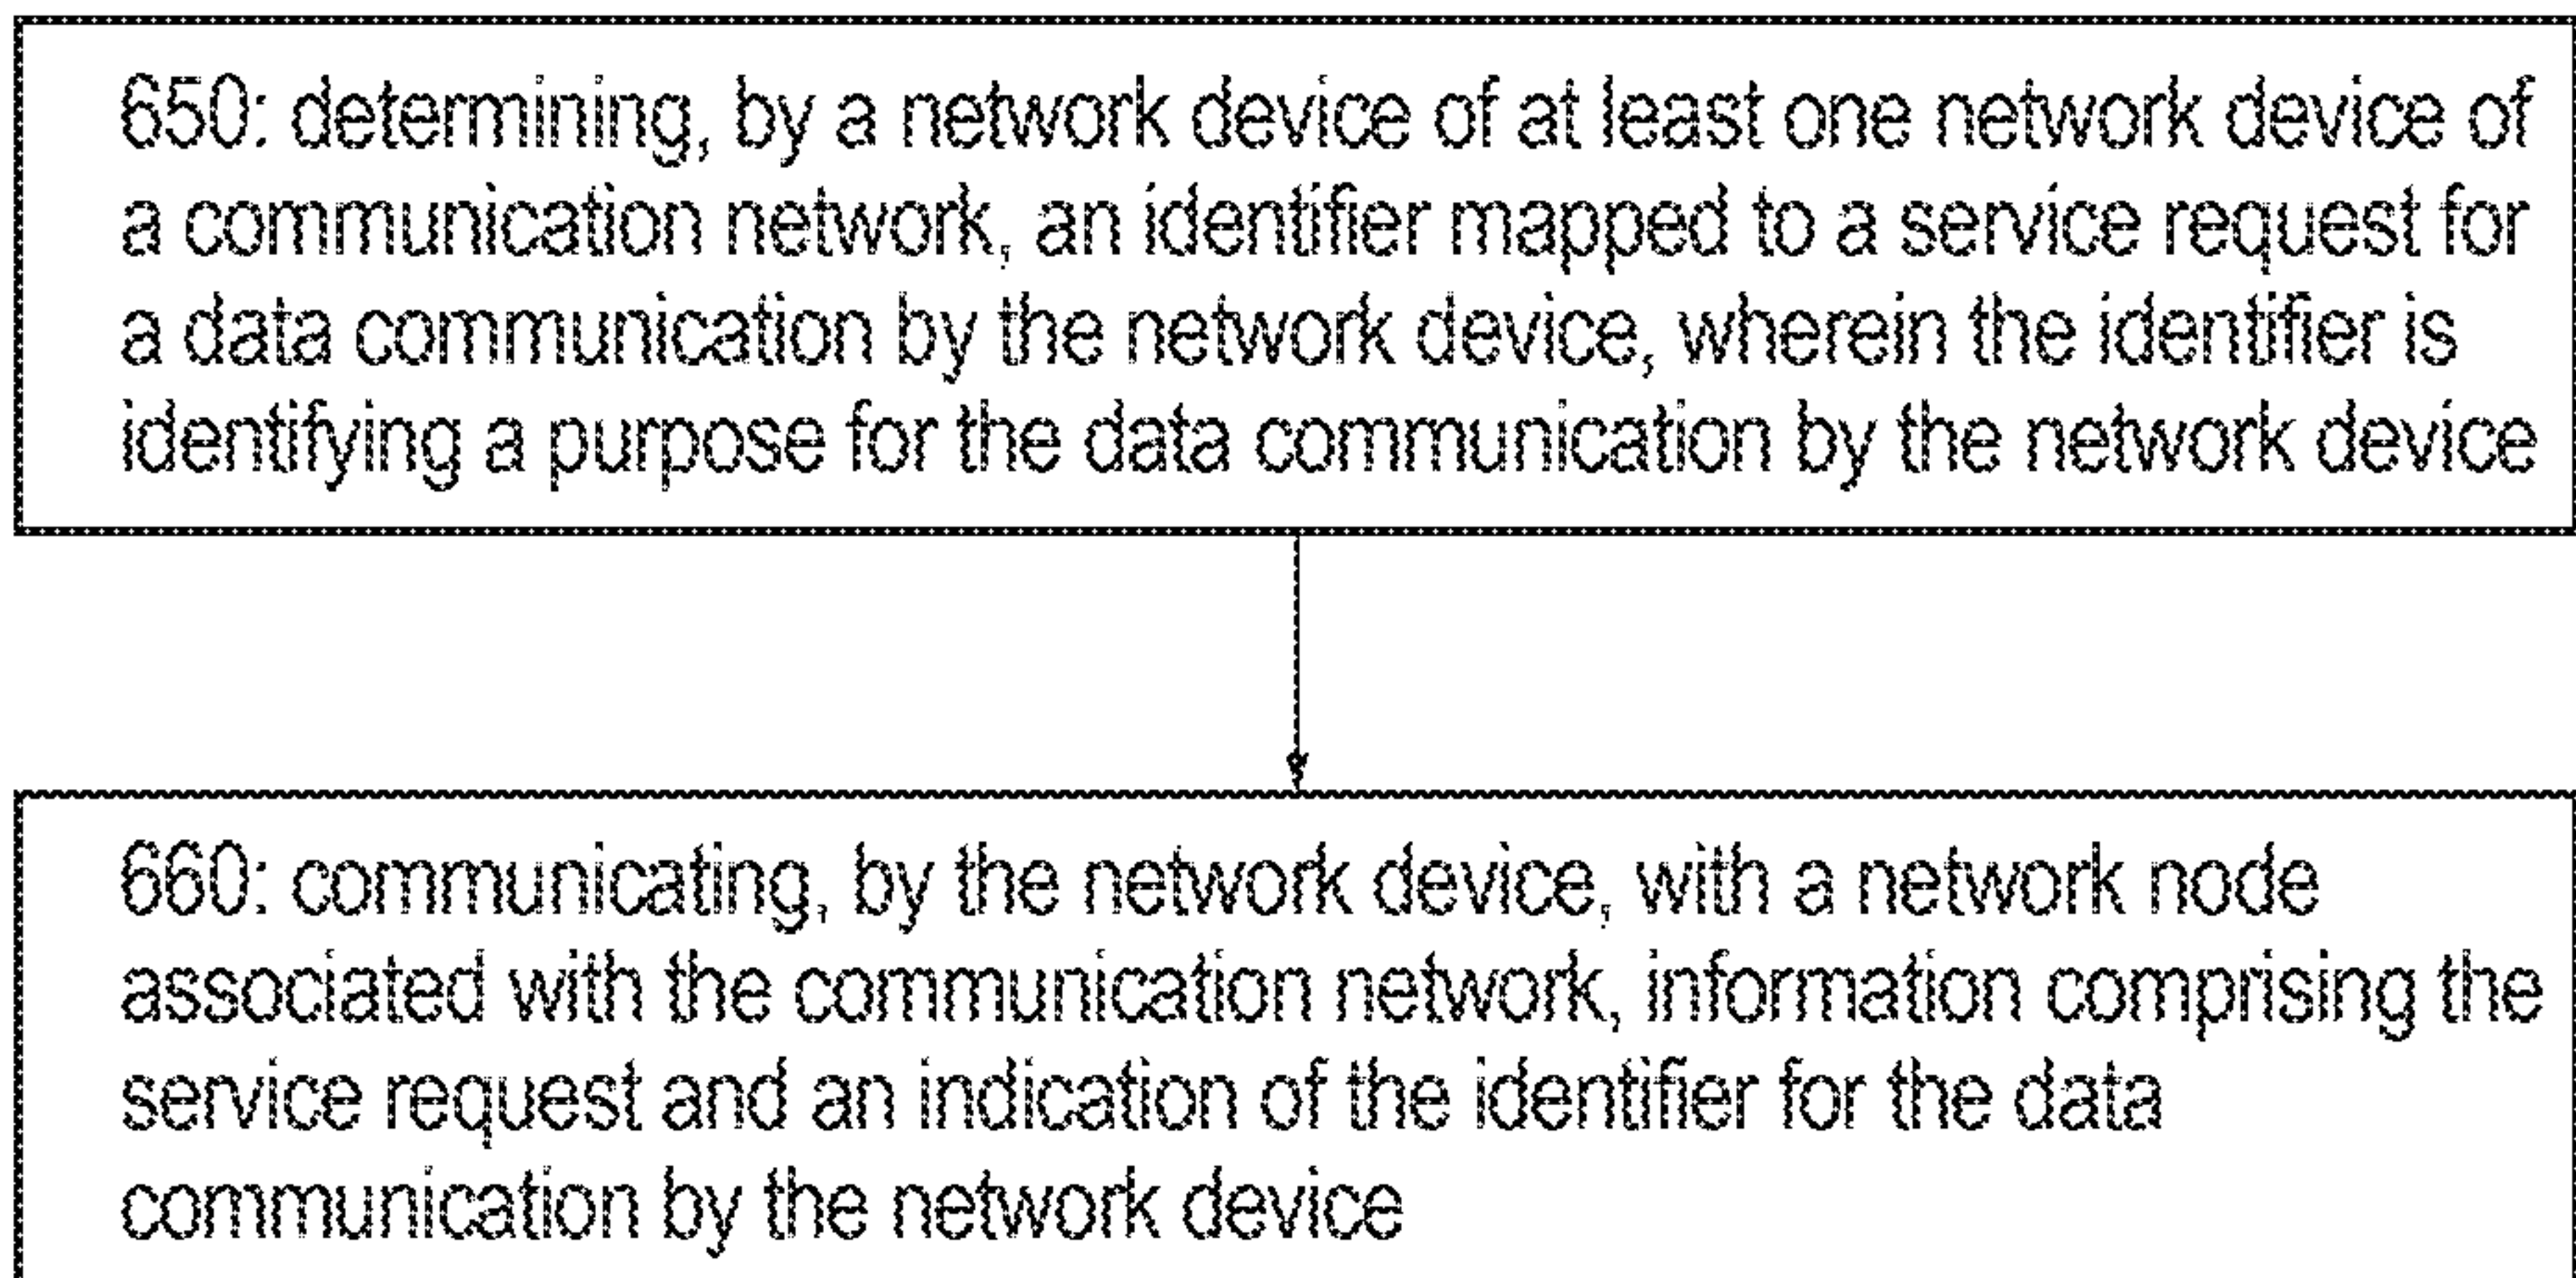 650: determining, by a network device of at least one network device of
a communication network, an identifier mapped to a service request for
a data communication by the network device, wherein the identifier is
identifying a purpose for the data communication by the network device
660: communicating, by the network device, with a network node
associated with the communication network, information comprising the
service request and an indication of the identifier for the data
communication by the network device